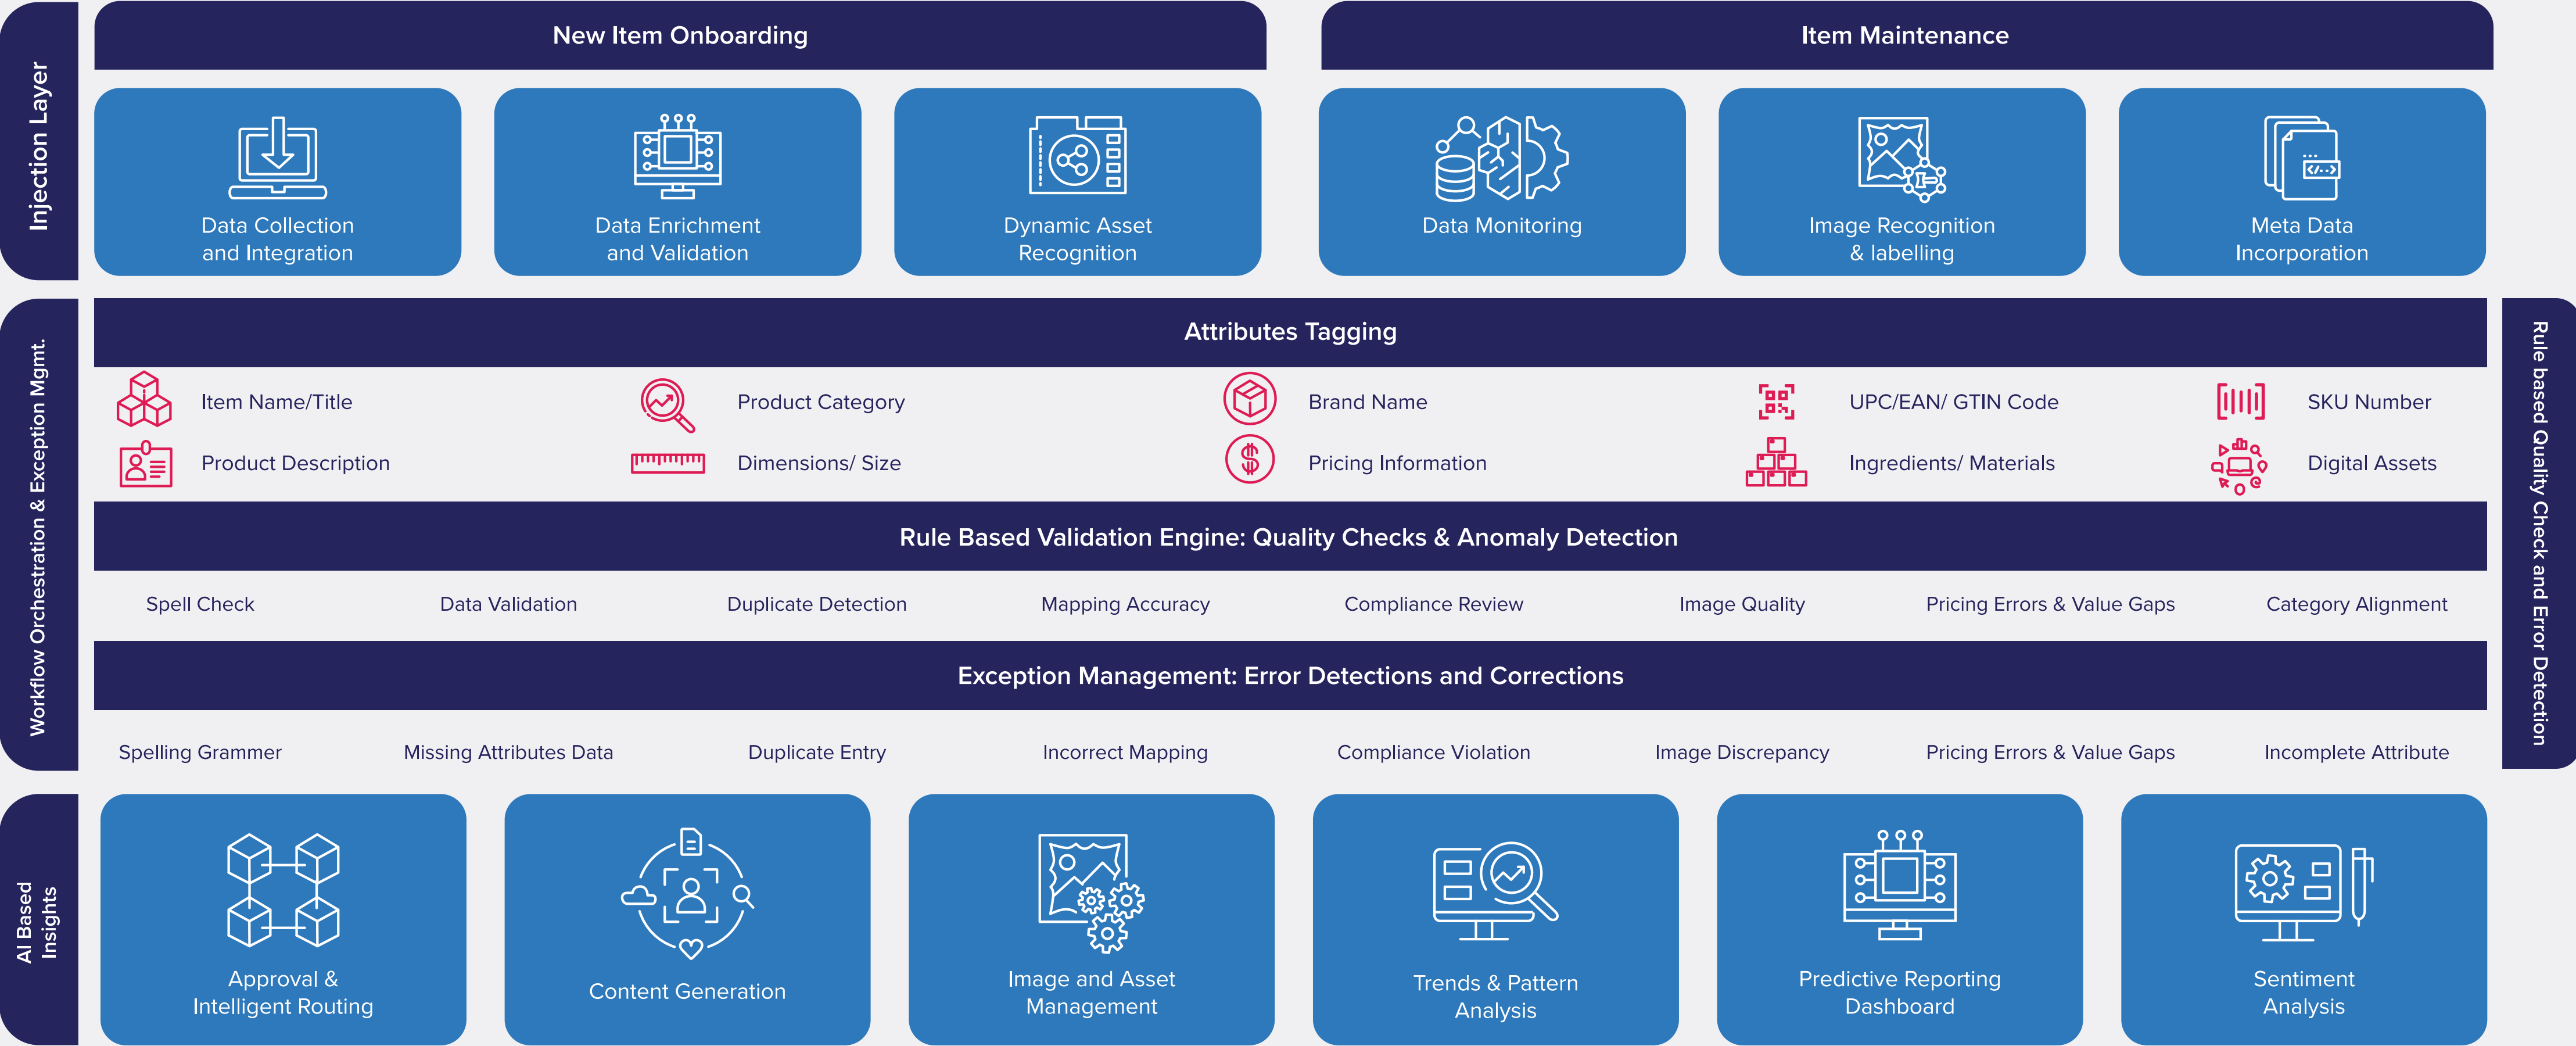 New Item Onboarding
Item Maintenance
Injection Layer
Data Collection
and Integration
Data Enrichment
and Validation
Dynamic Asset
Recognition
Data Monitoring
Image Recognition
& labelling
Meta Data
Incorporation
Workflow Orchestration & Exception Mgmt.
Attributes Tagging
Item Name/Title
Product Category
Brand Name
UPC/EAN/ GTIN Code
SKU Number
Product Description
Dimensions/ Size
Pricing Information
Ingredients/ Materials
Digital Assets
Rule Based Validation Engine: Quality Checks & Anomaly Detection
Spell Check
Data Validation
Duplicate Detection
Mapping Accuracy
Compliance Review
Image Quality
Pricing Errors & Value Gaps
Category Alignment
Exception Management: Error Detections and Corrections
Spelling Grammer
Missing Attributes Data
Duplicate Entry
Incorrect Mapping
Compliance Violation
Image Discrepancy
Pricing Errors & Value Gaps
Incomplete Attribute
Rule based Quality Check and Error Detection
AI Based
Insights
Approval &
Intelligent Routing
Content Generation
Image and Asset
Management
Trends & Pattern
Analysis
Predictive Reporting
Dashboard
Sentiment
Analysis